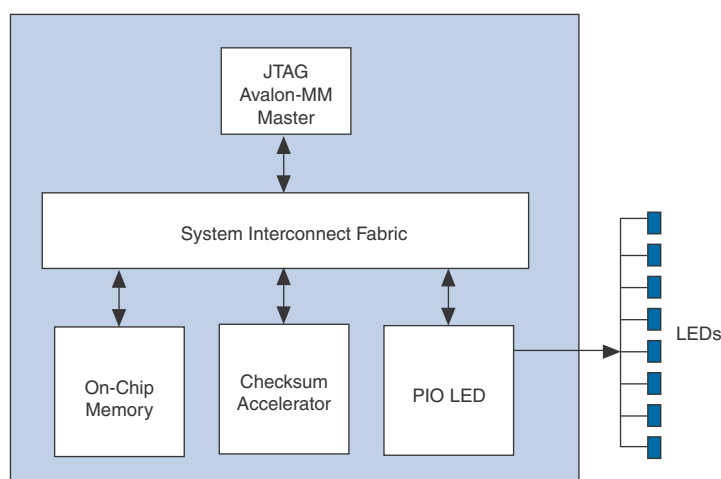 JTAG
Avalon-MM
Master
System Interconnect Fabric
On-Chip
Memory
Checksum
Accelerator
PIO LED
LEDs